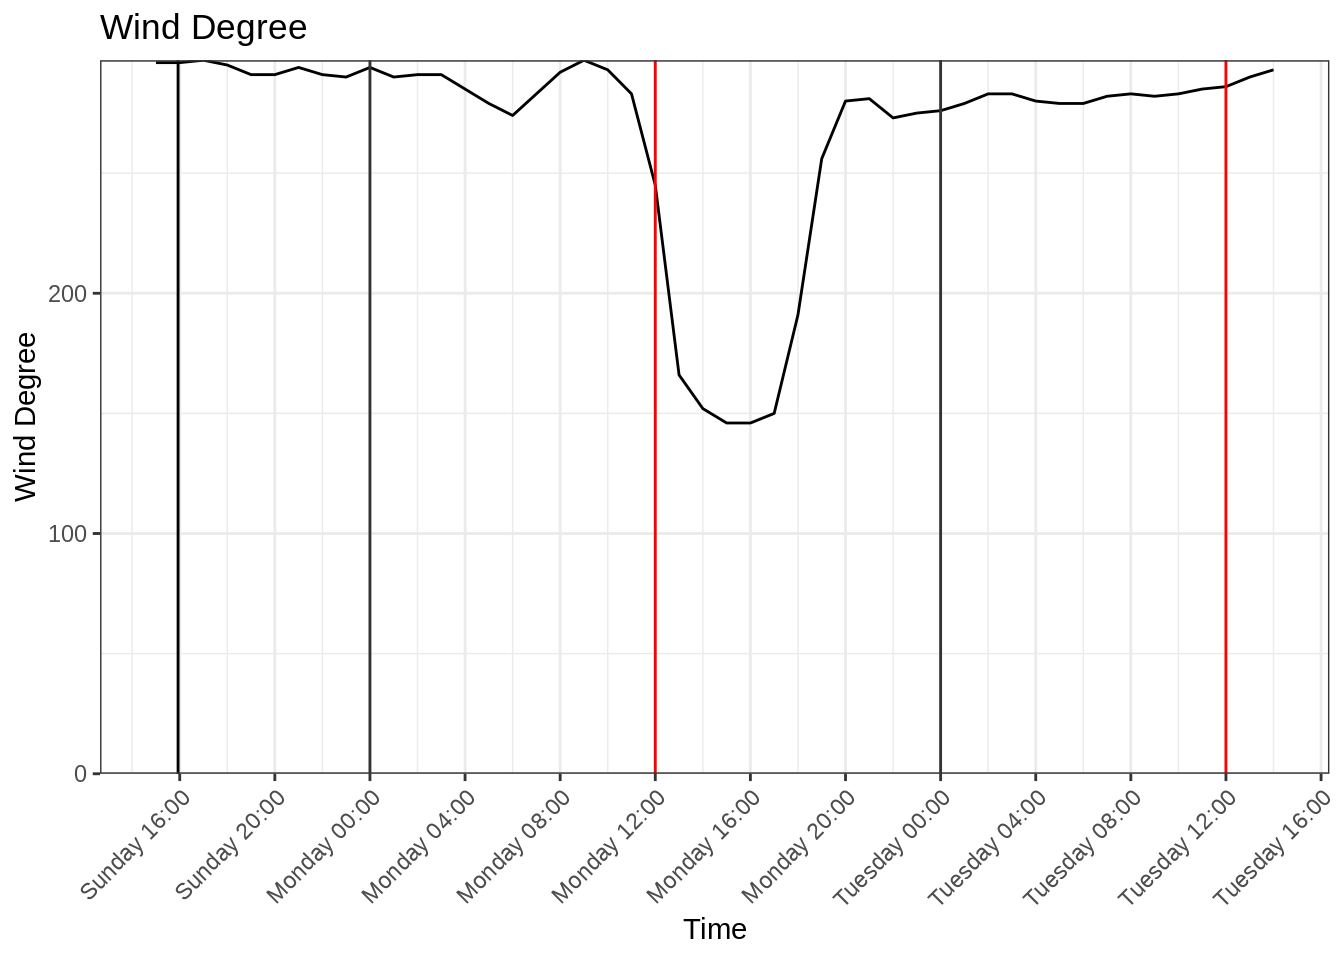 Wind Degree
Wind Degree
200
100
0
Sunday 16:00
Sunday 20:00
Monday 00:00
Monday 04:00
Monday 08:00
Monday 12:00
Monday 16:00
Monday 20:00
Tuesday 00:00
Tuesday 04:00
Tuesday 08:00
Tuesday 12:00
Tuesday 16:00
Time